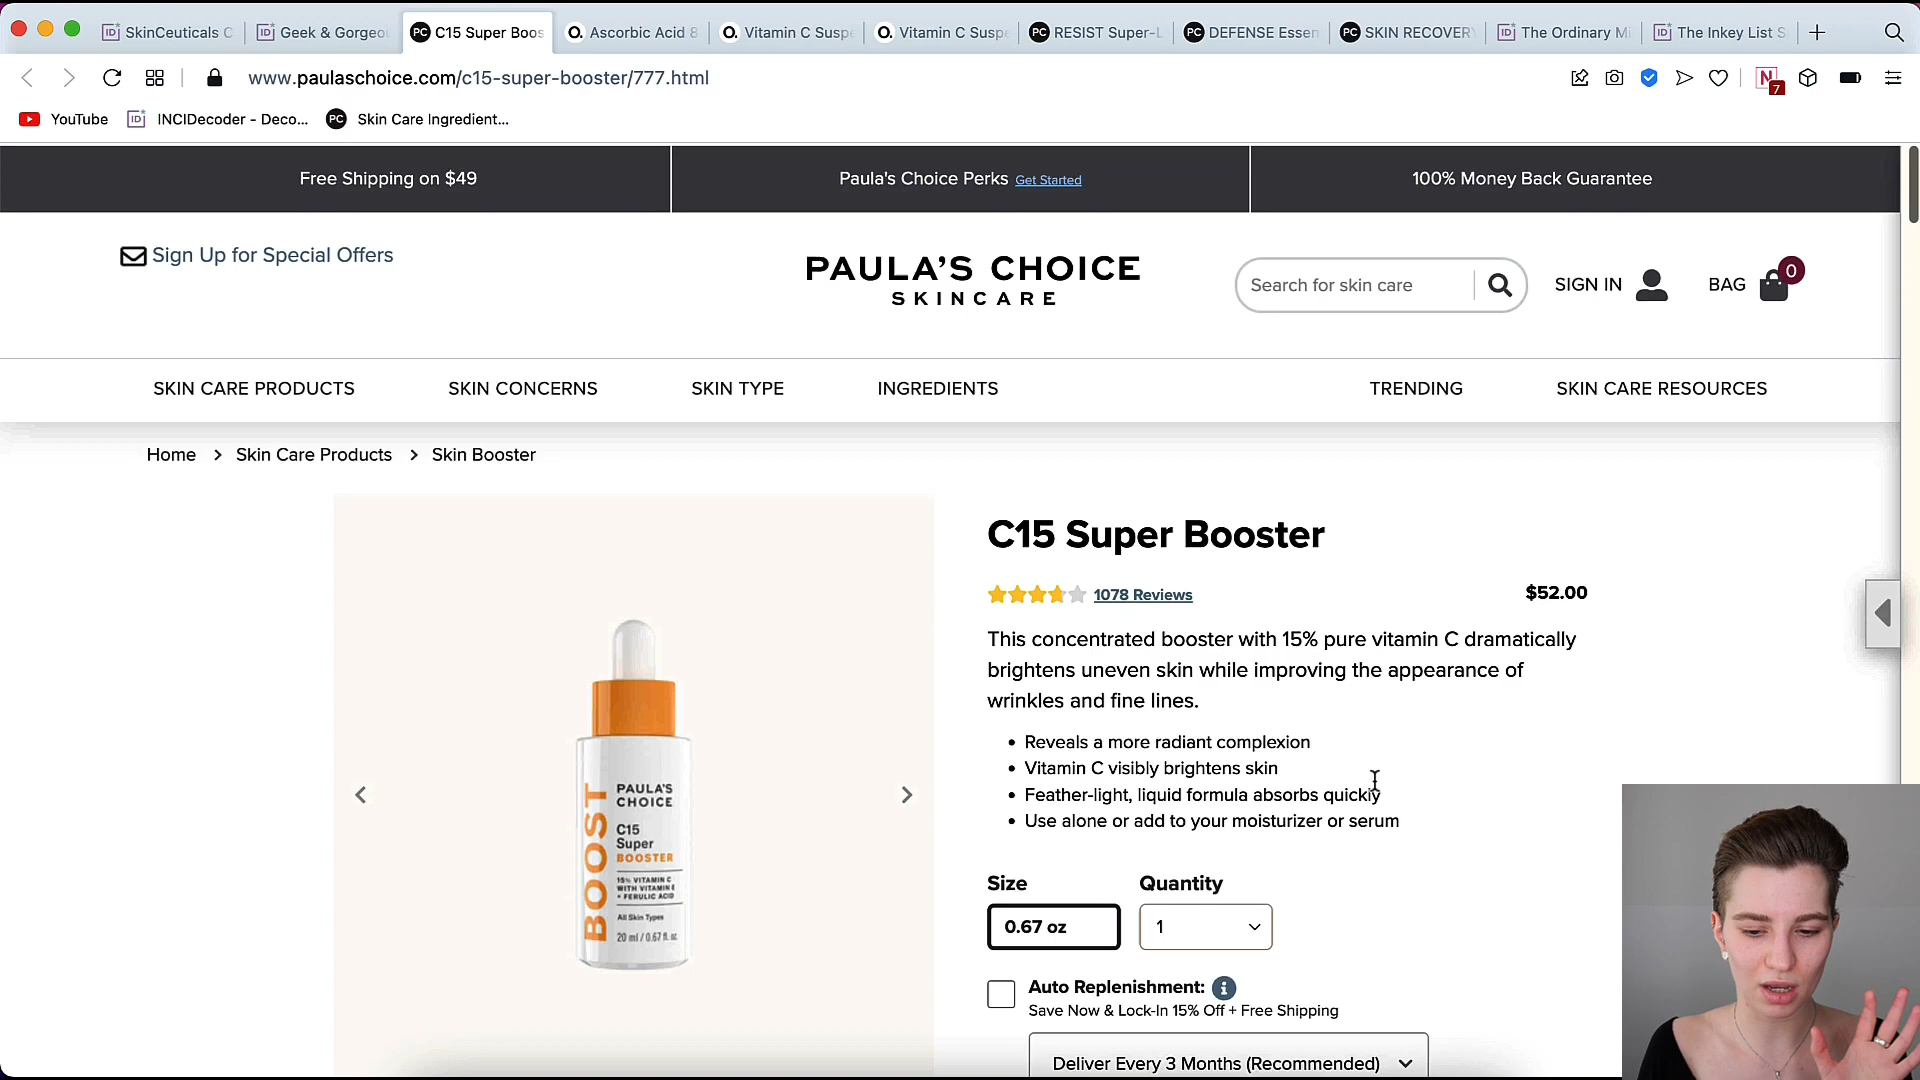 SkinCeuticals C
Geek & Gorgeou
C15 Super Boos
Ascorbic Acid 8
Vitamin C Suspe
Vitamin C Suspe
RESIST Super-L
DEFENSE Essen
SKIN RECOVERY
The Ordinary Mi
The Inkey List S
www.paulaschoice.com/c15-super-booster/777.html
N 7
YouTube
INCIDecoder - Deco...
PC
Skin Care Ingredient...
Free Shipping on $49
Paula's Choice Perks Get Started
100% Money Back Guarantee
Sign Up for Special Offers
PAULA'S CHOICE
SKINCARE
Search for skin care
SIGN IN
BAG
0
SKIN CARE PRODUCTS
SKIN CONCERNS
SKIN TYPE
INGREDIENTS
TRENDING
SKIN CARE RESOURCES
Home > Skin Care Products > Skin Booster
C15 Super Booster
1078 Reviews
$52.00
This concentrated booster with 15% pure vitamin C dramatically
brightens uneven skin while improving the appearance of
wrinkles and fine lines.
• Reveals a more radiant complexion
• Vitamin C visibly brightens skin
• Feather-light, liquid formula absorbs quickly
• Use alone or add to your moisturizer or serum
BOOST
PAULA'S
CHOICE
C15
Super
BOOSTER
15% VITAMIN C
WITH VITAMIN E
+ FERULIC ACID
All Skin Types
20 ml / 0.67 fl. oz.
Size
Quantity
0.67 oz
1
Auto Replenishment:
Save Now & Lock-In 15% Off + Free Shipping
Deliver Every 3 Months (Recommended)